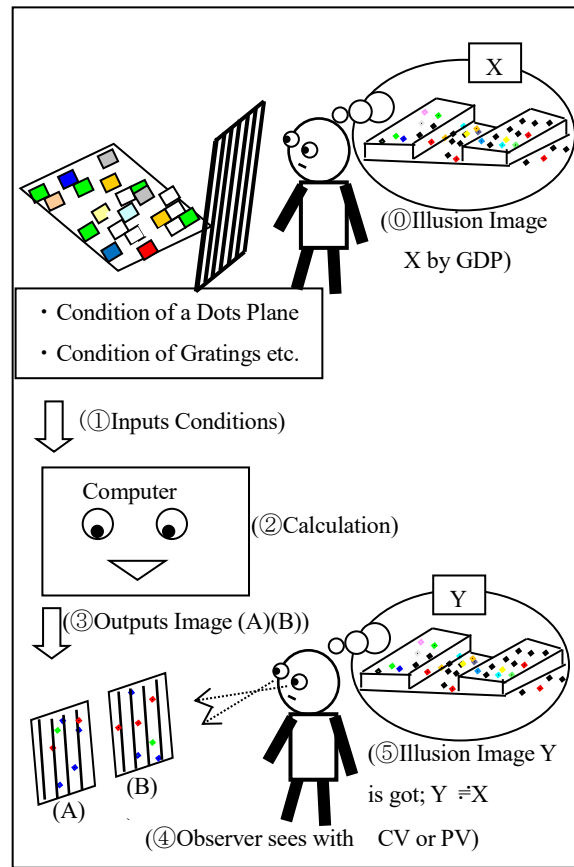 X
(⓪Illusion Image
X by GDP)
・Condition of a Dots Plane
・Condition of Gratings etc.
(①Inputs Conditions)
Computer
(②Calculation)
(③Outputs Image (A)(B))
Y
(⑤Illusion Image Y
is got; Y ≓X
(A)
(B)
(④Observer sees with CV or PV)